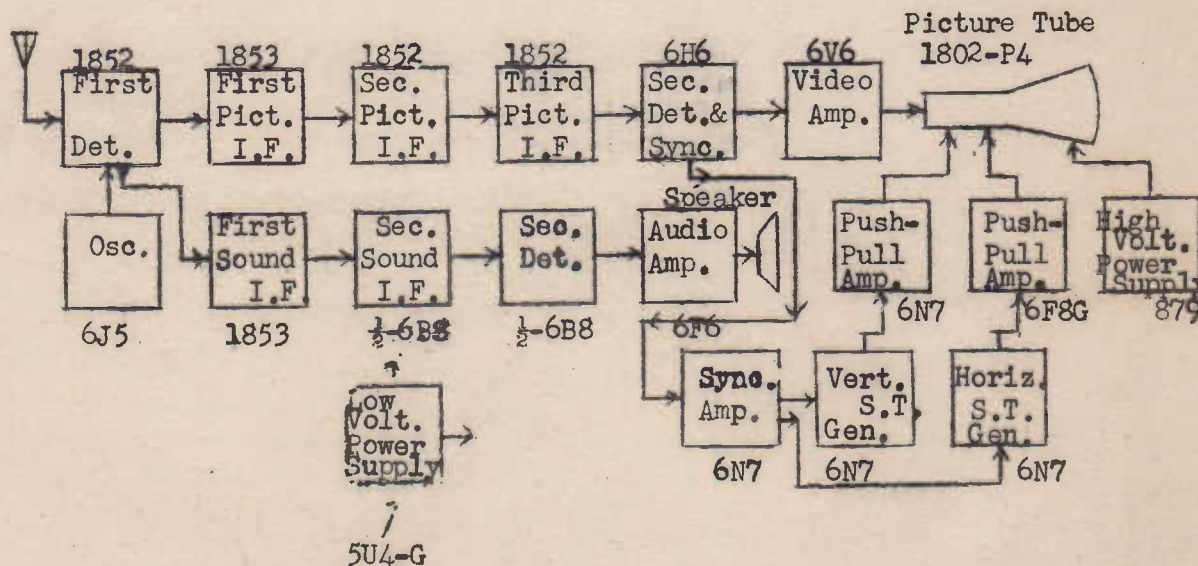 Picture Tube
1802-P4
1852
First
Det.
1853
First
Pict.
I.F.
1852
Sec.
Pict.
I.F.
1852
Third
Pict.
I.F.
6H6
Sec.
Det.&
Sync.
6V6
Video
Amp.
Osc.
6J5
First
Sound
I.F.
1853
Sec.
Sound
I.F.
½-6B8
Sec.
Det.
½-6B8
Audio
Amp.
6F6
Speaker
Push-
Pull
Amp.
6N7
Push-
Pull
Amp.
6F8G
High
Volt.
Power
Supply
879
Sync.
Amp.
6N7
Vert.
S.T.
Gen.
6N7
Horiz.
S.T.
Gen.
6N7
Low
Volt.
Power
Supply
5U4-G